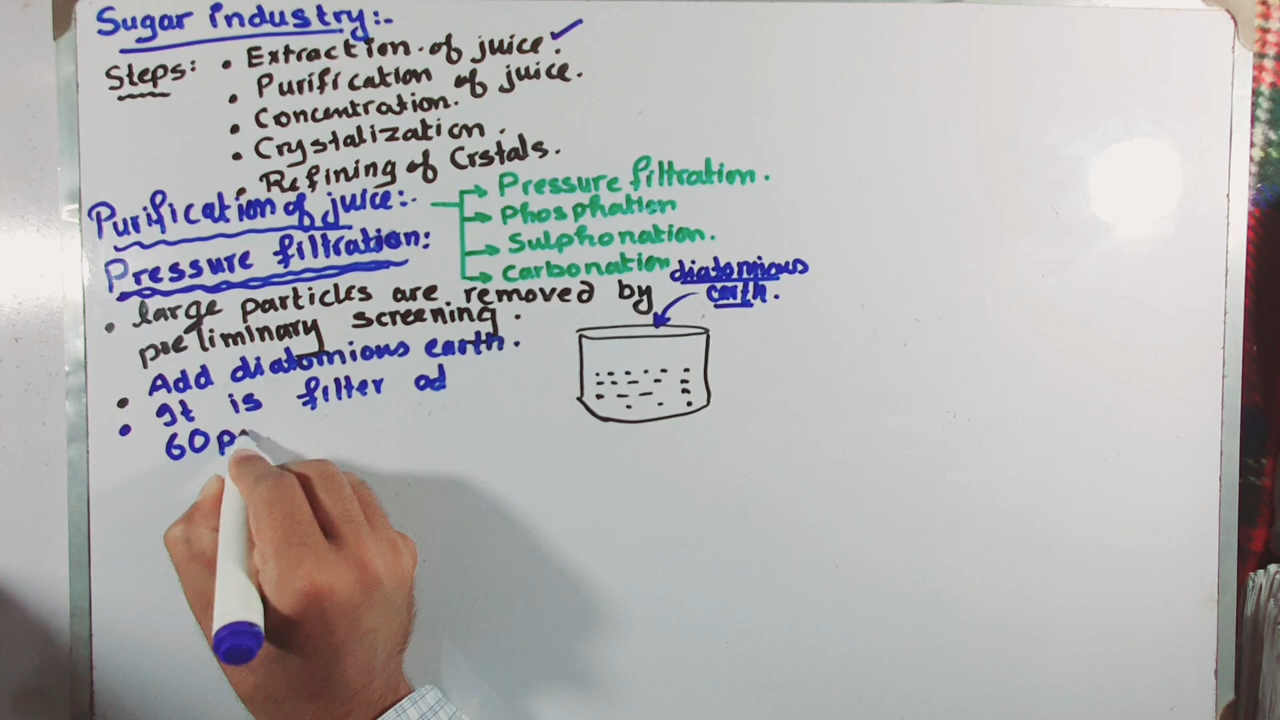 Sugar industry:-
Steps: • Extraction of juice. ✓
• Purification of juice.
• Concentration.
• Crystalization.
• Refining of Crstals.
Purification of juice:-
Pressure filtration.
Phosphation
Sulphonation.
Carbonation
Pressure filtration:
• large particles are removed by
preliminary screening.
• Add diatomious earth.
• It is filter ad
60p
diatomious
earth.